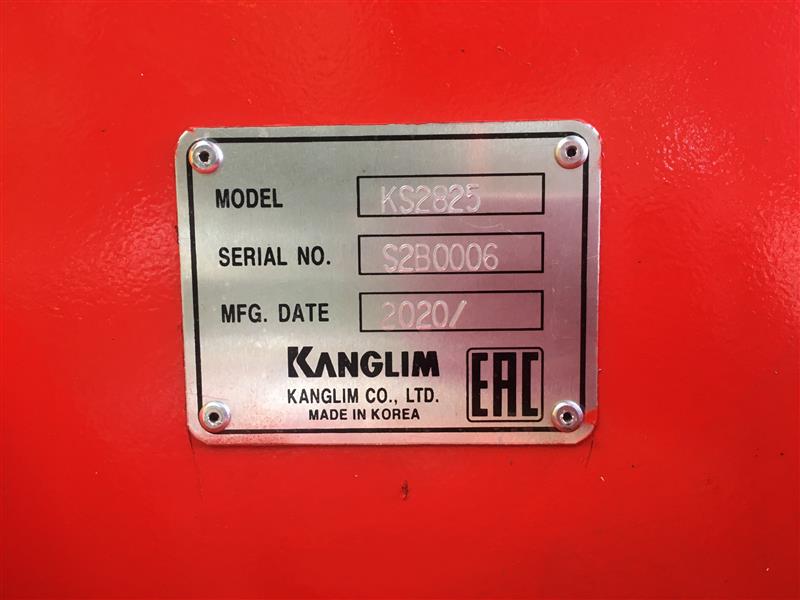 MODEL KS2825
SERIAL NO. S2B0006
MFG. DATE 2020/
KANGLIM
KANGLIM CO., LTD.
MADE IN KOREA
EAC